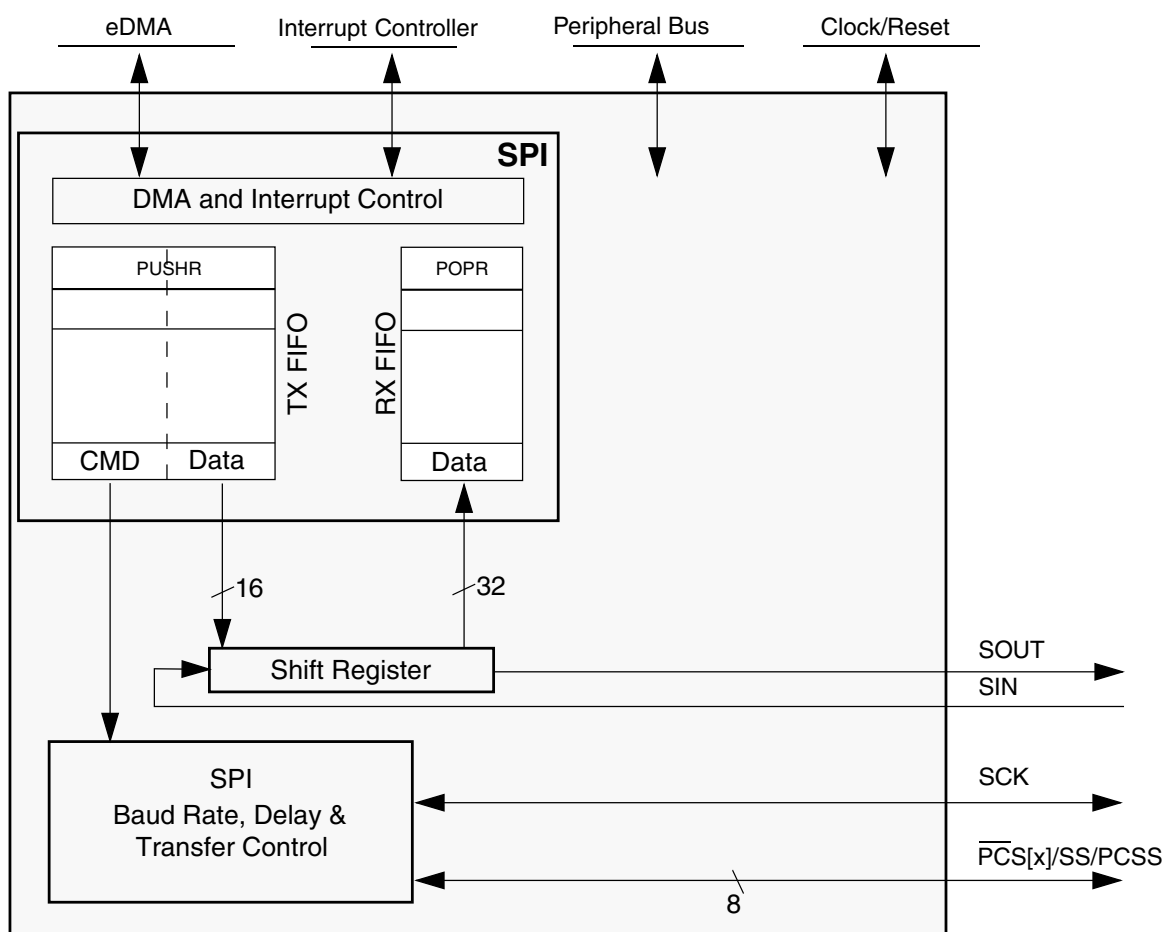 eDMA
Interrupt Controller
Peripheral Bus
Clock/Reset
SPI
DMA and Interrupt Control
PUSHR
POPR
TX FIFO
RX FIFO
CMD
Data
Data
16
32
Shift Register
SOUT
SIN
SPI
Baud Rate, Delay &
Transfer Control
SCK
PCS[x]/SS/PCSS
8